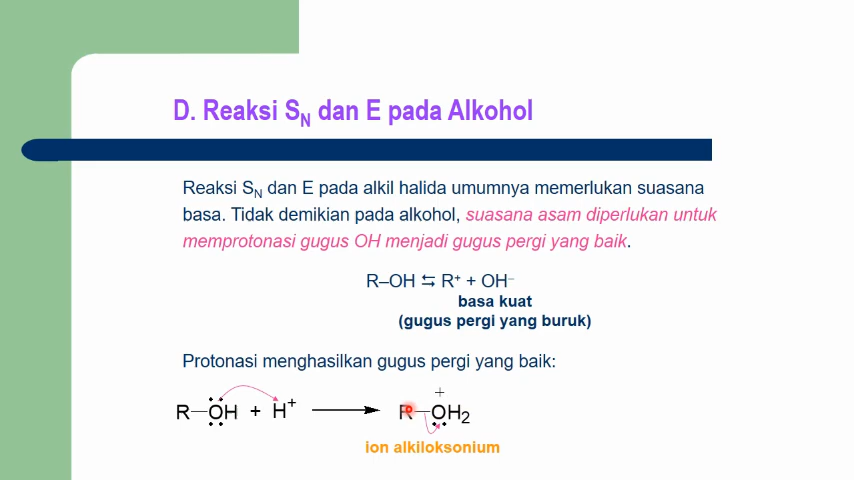 D. Reaksi SN dan E pada Alkohol
Reaksi SN dan E pada alkil halida umumnya memerlukan suasana
basa. Tidak demikian pada alkohol, suasana asam diperlukan untuk
memprotonasi gugus OH menjadi gugus pergi yang baik.
R–OH ⇆ R⁺ + OH⁻
basa kuat
(gugus pergi yang buruk)
Protonasi menghasilkan gugus pergi yang baik:
R—OH + H⁺ → R—OH₂⁺
ion alkiloksonium